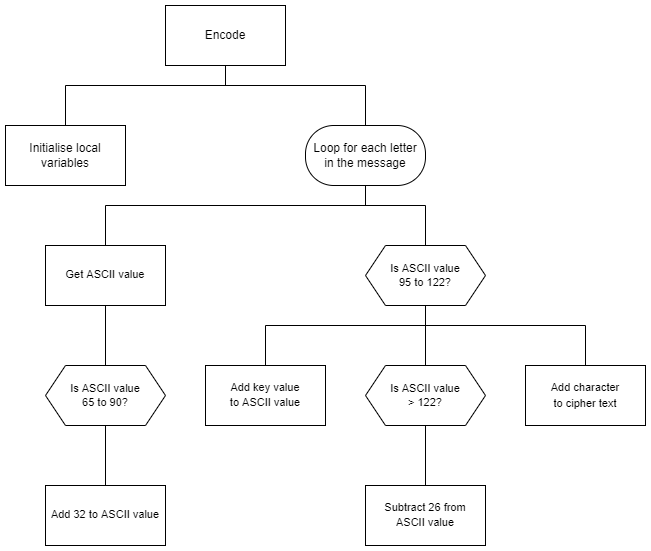 Encode
Initialise local
variables
Loop for each letter
in the message
Get ASCII value
Is ASCII value
95 to 122?
Is ASCII value
65 to 90?
Add key value
to ASCII value
Is ASCII value
> 122?
Add character
to cipher text
Add 32 to ASCII value
Subtract 26 from
ASCII value